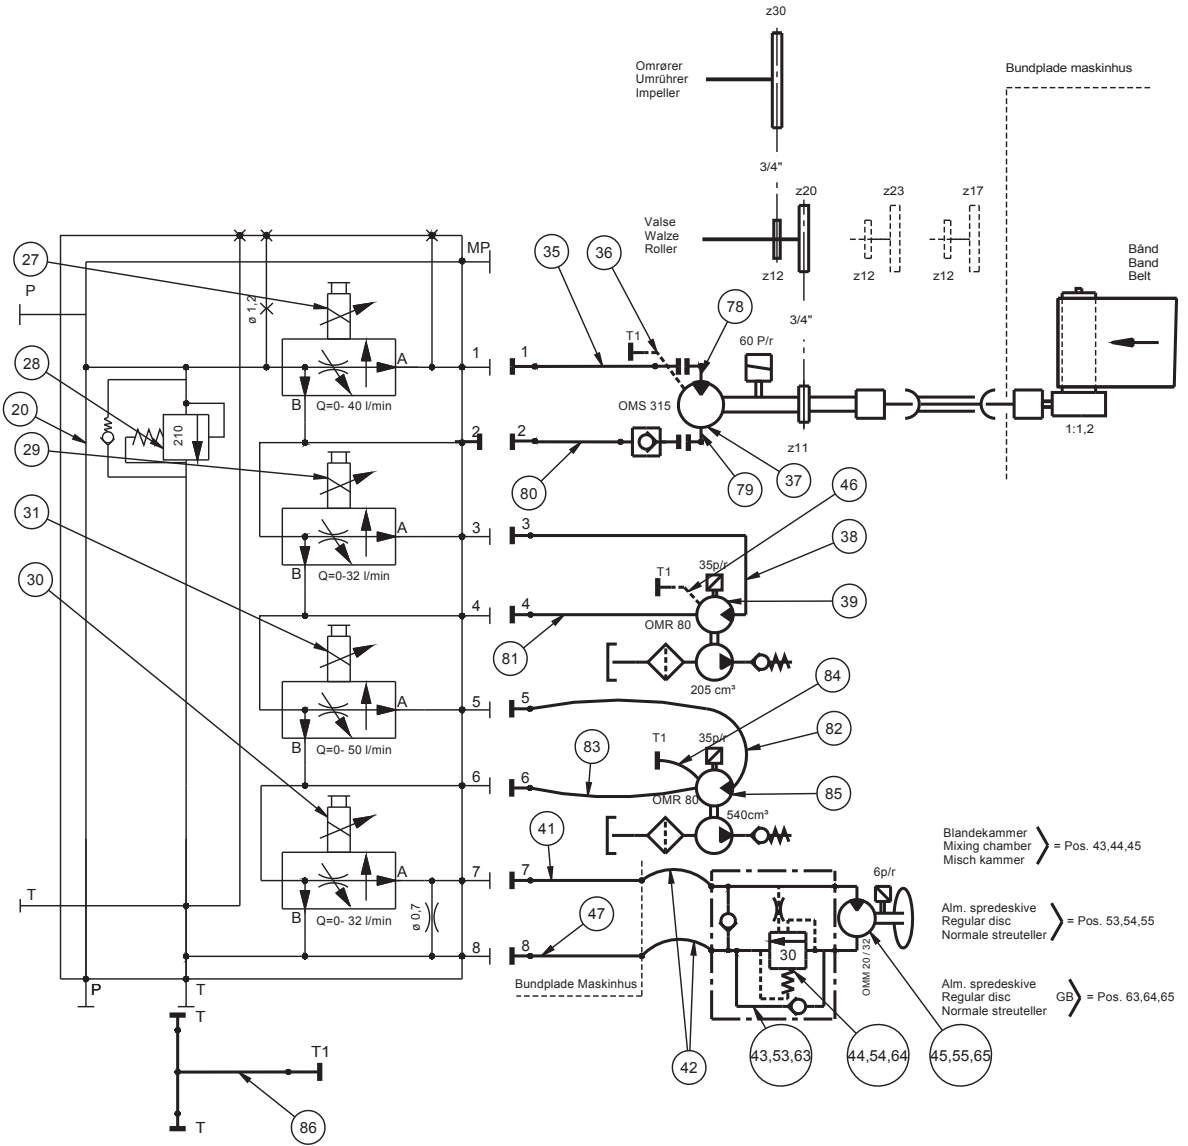 z30
Omrører
Umrührer
Impeller
Bundplade maskinhus
3/4"
z20
z23
z17
Valse
Walze
Roller
z12
z12
z12
Bånd
Band
Belt
MP
27
P
ø 1,2
35
36
78
T1
3/4"
60 P/r
28
A
1
1
B
Q=0- 40 l/min
OMS 315
20
210
1:1,2
2
2
z11
29
80
79
37
46
31
A
3
3
38
B
Q=0-32 l/min
T1
35p/r
30
4
4
39
OMR 80
81
205 cm³
84
A
5
5
B
Q=0- 50 l/min
83
T1
35p/r
82
6
6
OMR 80
85
540cm³
41
Blandekammer
Mixing chamber = Pos. 43,44,45
Misch kammer
A
7
7
6p/r
T
B
Q=0- 32 l/min
ø 0,7
47
Alm. spredeskive
Regular disc = Pos. 53,54,55
Normale streuteller
8
8
30
OMM 20 / 32
Bundplade Maskinhus
P
T
Alm. spredeskive
Regular disc GB = Pos. 63,64,65
Normale streuteller
T
T1
42
43,53,63
44,54,64
45,55,65
T
86